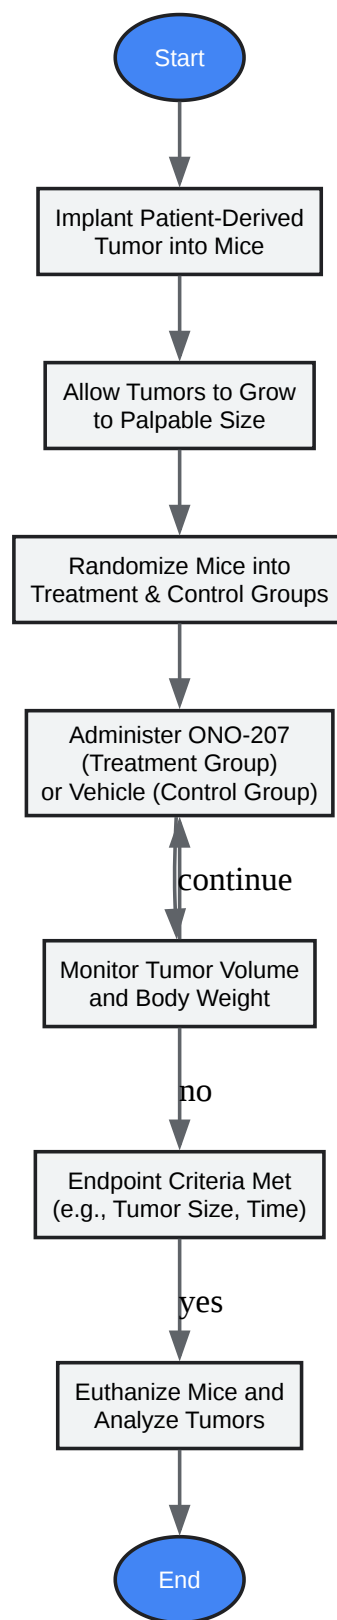 Start
Implant Patient-Derived
Tumor into Mice
Allow Tumors to Grow
to Palpable Size
Randomize Mice into
Treatment & Control Groups
Administer ONO-207
(Treatment Group)
or Vehicle (Control Group)
continue
Monitor Tumor Volume
and Body Weight
no
Endpoint Criteria Met
(e.g., Tumor Size, Time)
yes
Euthanize Mice and
Analyze Tumors
End